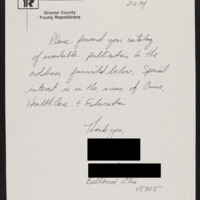 Greene County
Young Republicans
Please forward your catalog
of available publications to the
address furnished below. Special
interest is in the areas of Crime,
Health Care, & Education
Thank you,
Bellbrook, Ohio
45305